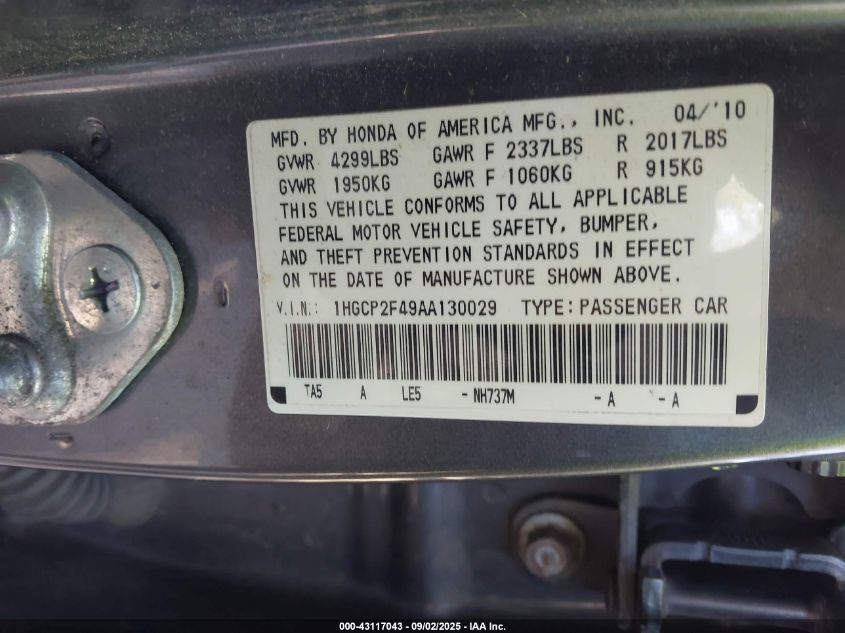 MFD. BY HONDA OF AMERICA MFG., INC. 04/'10
GVWR 4299LBS GAWR F 2337LBS R 2017LBS
GVWR 1950KG GAWR F 1060KG R 915KG
THIS VEHICLE CONFORMS TO ALL APPLICABLE
FEDERAL MOTOR VEHICLE SAFETY, BUMPER,
AND THEFT PREVENTION STANDARDS IN EFFECT
ON THE DATE OF MANUFACTURE SHOWN ABOVE.
V.I.N.: 1HGCP2F49AA130029 TYPE: PASSENGER CAR
TA5 A LE5 - NH737M - A - A
000-43117043 - 09/02/2025 - IAA Inc.